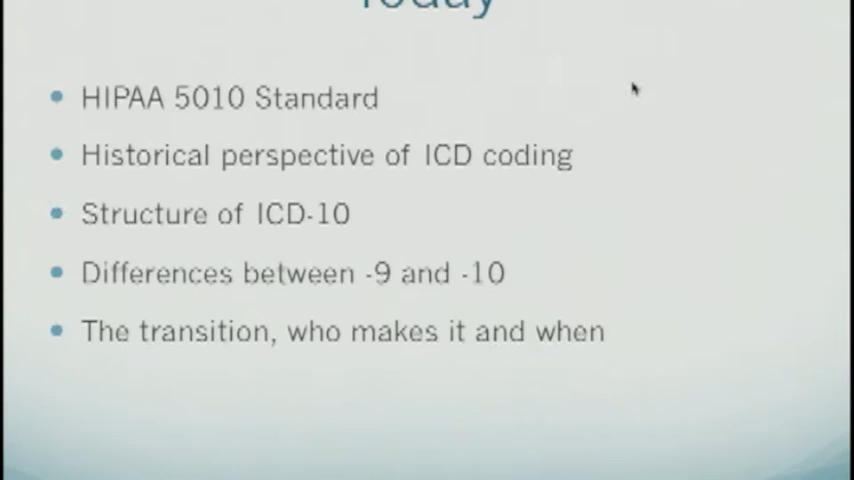 Today
HIPAA 5010 Standard
Historical perspective of ICD coding
Structure of ICD-10
Differences between -9 and -10
The transition, who makes it and when